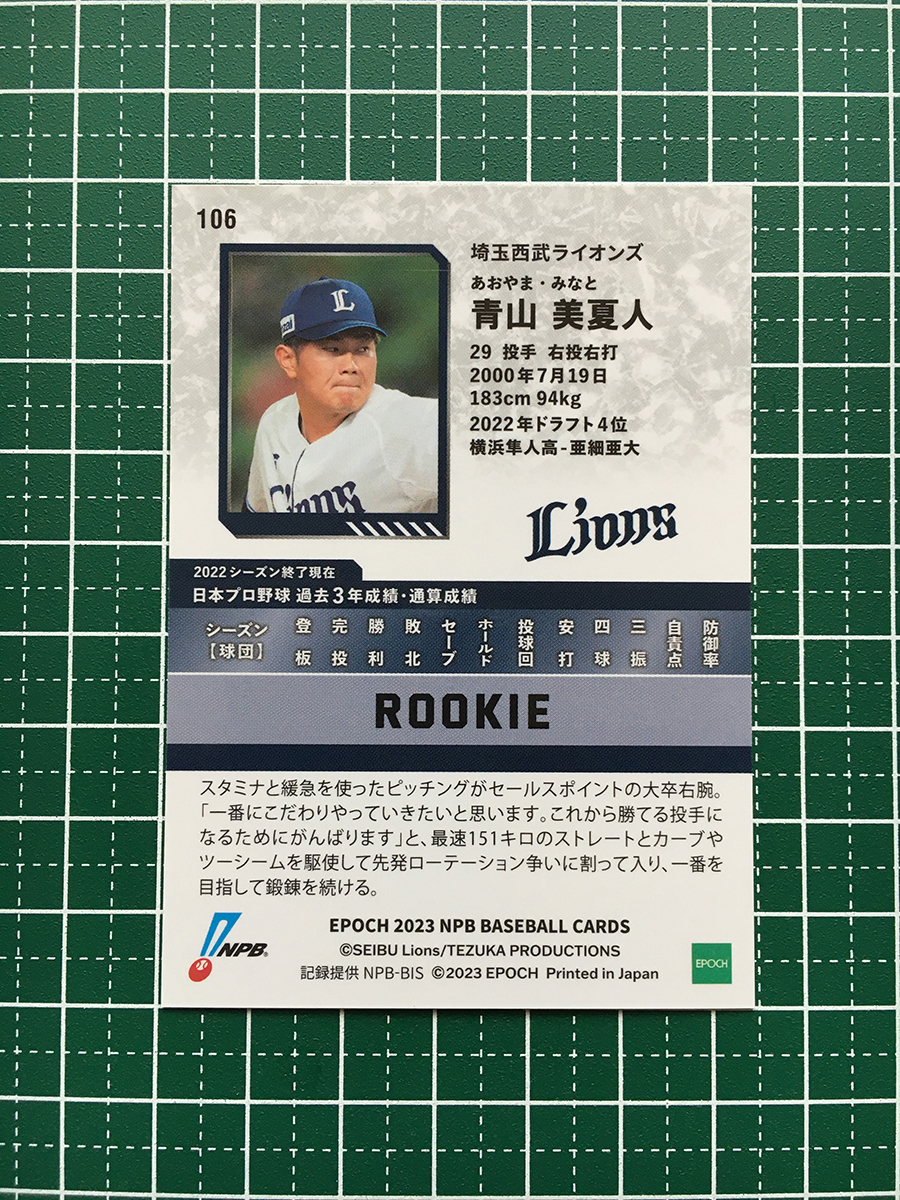 106
埼玉西武ライオンズ
あおやま・みなと
青山 美夏人
29 投手 右投右打
2000年7月19日
183cm 94kg
2022年ドラフト4位
横浜隼人高-亜細亜大
L
Lions
Lions
2022シーズン終了現在
日本プロ野球 過去3年成績・通算成績
シーズン【球団】 登板 完投 勝利 敗北 セーブ ホールド 投球回 安打 四球 三振 自責点 防御率
ROOKIE
スタミナと緩急を使ったピッチングがセールスポイントの大卒右腕。
「一番にこだわりやっていきたいと思います。これから勝てる投手に
なるためにがんばります」と、最速151キロのストレートとカーブや
ツーシームを駆使して先発ローテーション争いに割って入り、一番を
目指して鍛錬を続ける。
NPB®
EPOCH 2023 NPB BASEBALL CARDS
©SEIBU Lions/TEZUKA PRODUCTIONS
記録提供 NPB-BIS ©2023 EPOCH Printed in Japan
EPOCH